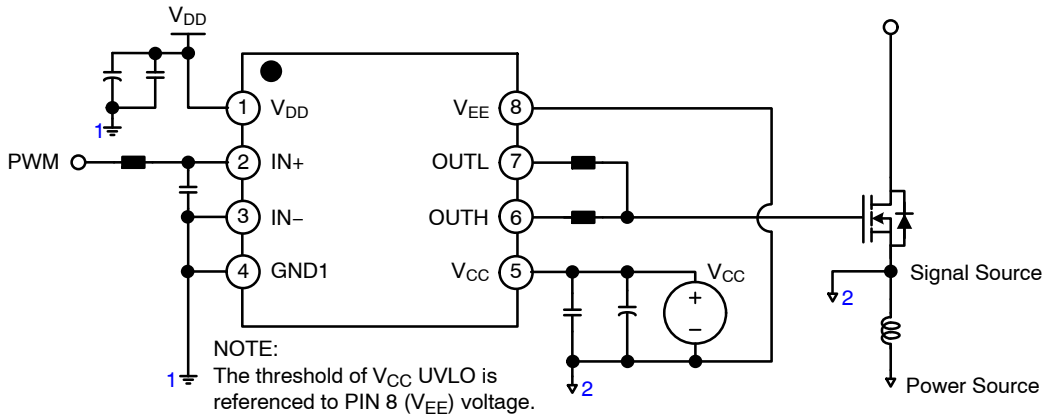 VDD
1
PWM
1 VDD
2 IN+
3 IN−
4 GND1
VEE 8
OUTL 7
OUTH 6
VCC 5
VCC
+
−
2
Signal Source
2
Power Source
1
NOTE:
The threshold of VCC UVLO is
referenced to PIN 8 (VEE) voltage.